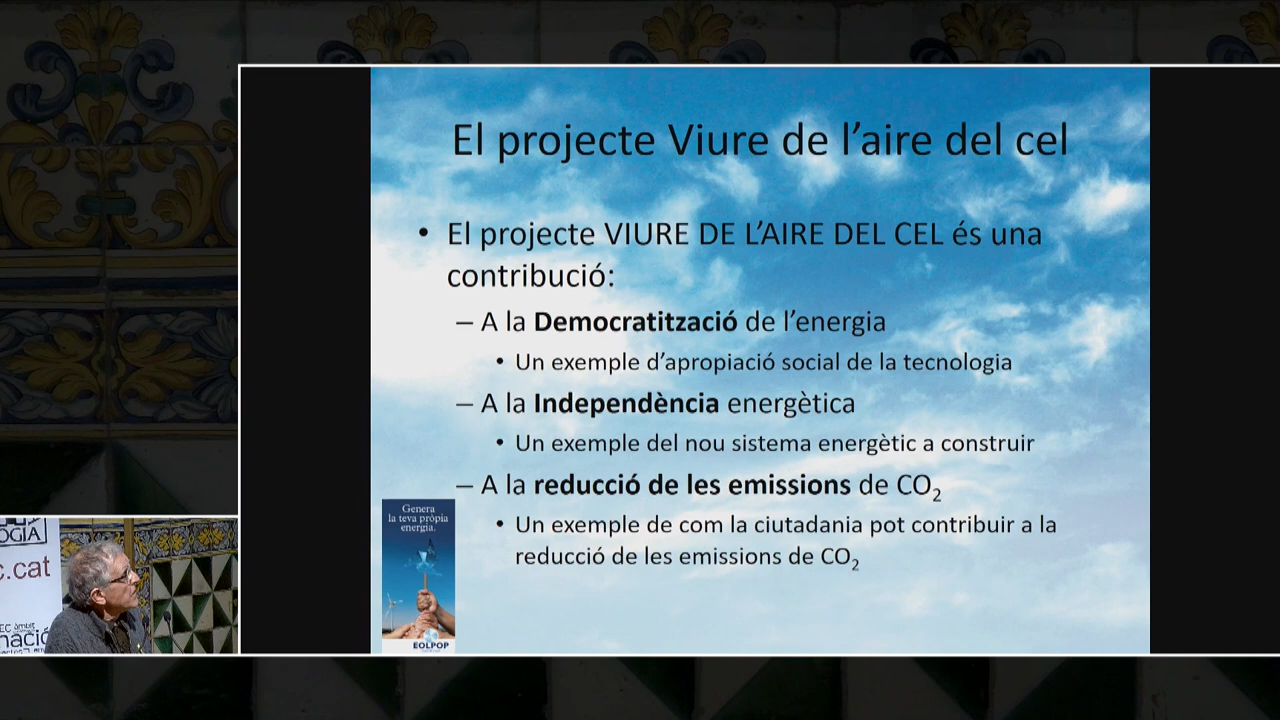 El projecte Viure de l'aire del cel
• El projecte VIURE DE L'AIRE DEL CEL és una
contribució:
– A la Democratització de l'energia
• Un exemple d'apropiació social de la tecnologia
– A la Independència energètica
• Un exemple del nou sistema energètic a construir
– A la reducció de les emissions de CO2
• Un exemple de com la ciutadania pot contribuir a la
reducció de les emissions de CO2
Genera
la teva pròpia
energia.
EOLPOP
OGIA
c.cat
EC àmbit
nació